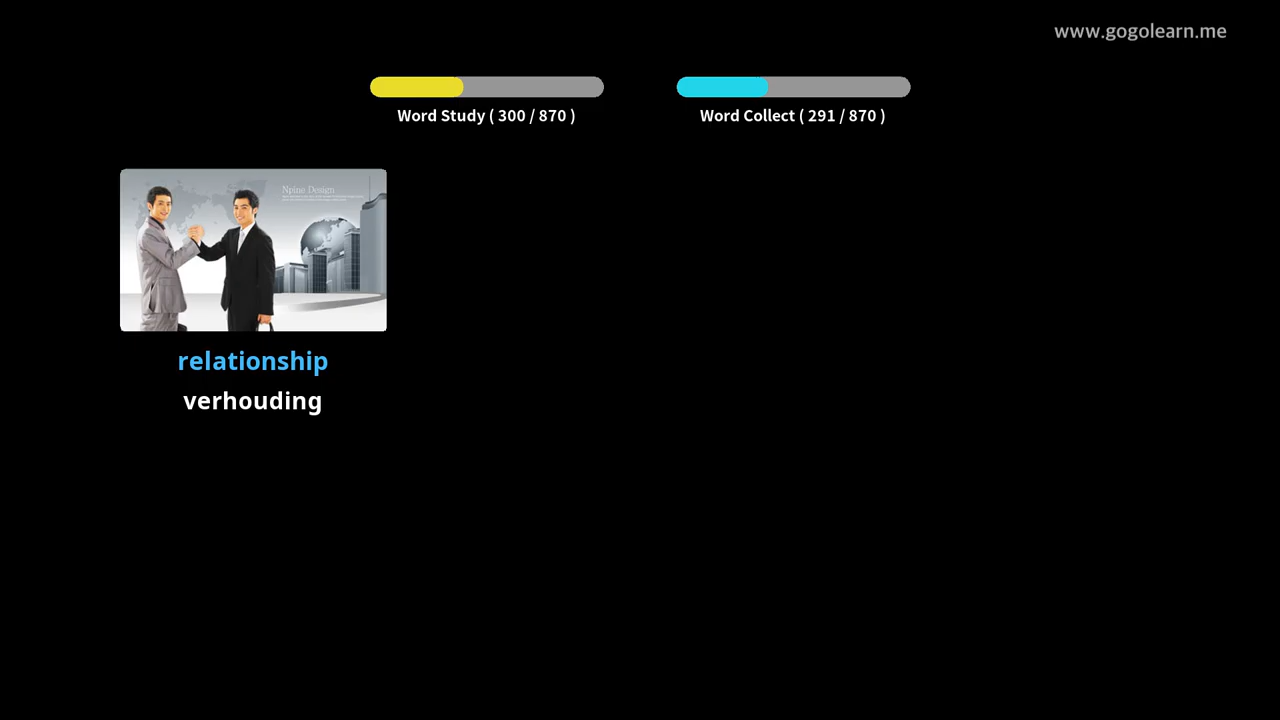 www.gogolearn.me
Word Study ( 300 / 870 )
Word Collect ( 291 / 870 )
Npine Design
relationship
verhouding